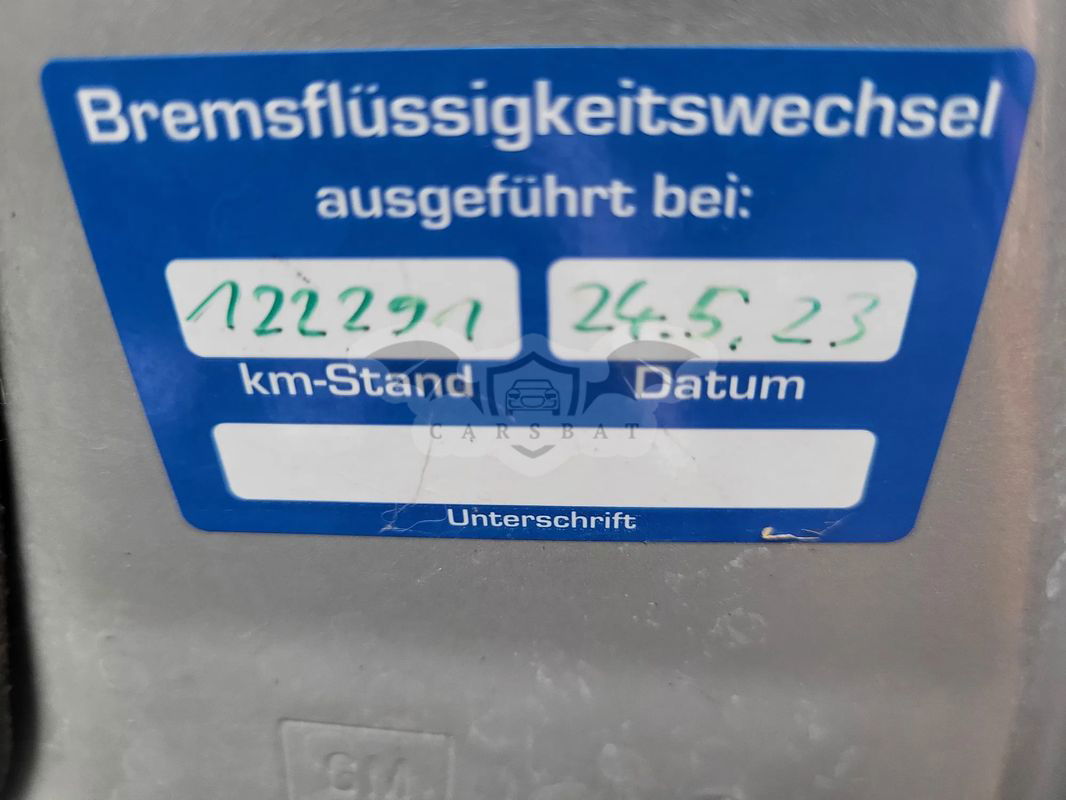 Bremsflüssigkeitswechsel
ausgeführt bei:
122291 24.5.23
km-Stand Datum
CARSBAT
Unterschrift
GM